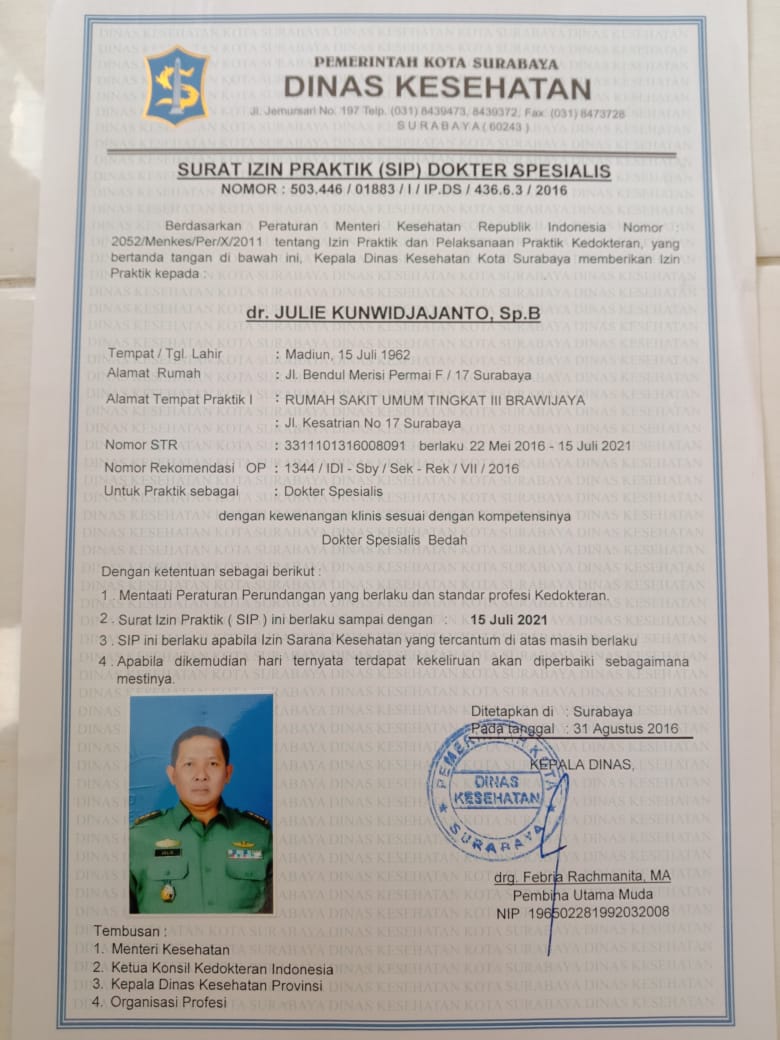 PEMERINTAH KOTA SURABAYA
DINAS KESEHATAN
Jl. Jemursari No. 197 Telp. (031) 8439473, 8439372, Fax. (031) 8473728
SURABAYA ( 60243 )
SURAT IZIN PRAKTIK (SIP) DOKTER SPESIALIS
NOMOR : 503.446 / 01883 / I / IP.DS / 436.6.3 / 2016
Berdasarkan Peraturan Menteri Kesehatan Republik Indonesia Nomor :
2052/Menkes/Per/X/2011 tentang Izin Praktik dan Pelaksanaan Praktik Kedokteran, yang
bertanda tangan di bawah ini, Kepala Dinas Kesehatan Kota Surabaya memberikan Izin
Praktik kepada :
dr. JULIE KUNWIDJAJANTO, Sp.B
Tempat / Tgl. Lahir : Madiun, 15 Juli 1962
Alamat Rumah : Jl. Bendul Merisi Permai F / 17 Surabaya
Alamat Tempat Praktik I : RUMAH SAKIT UMUM TINGKAT III BRAWIJAYA
: Jl. Kesatrian No 17 Surabaya
Nomor STR : 3311101316008091 berlaku 22 Mei 2016 - 15 Juli 2021
Nomor Rekomendasi OP : 1344 / IDI - Sby / Sek - Rek / VII / 2016
Untuk Praktik sebagai : Dokter Spesialis
dengan kewenangan klinis sesuai dengan kompetensinya
Dokter Spesialis Bedah
Dengan ketentuan sebagai berikut :
1 . Mentaati Peraturan Perundangan yang berlaku dan standar profesi Kedokteran.
2 . Surat Izin Praktik ( SIP ) ini berlaku sampai dengan : 15 Juli 2021
3 . SIP ini berlaku apabila Izin Sarana Kesehatan yang tercantum di atas masih berlaku
4 . Apabila dikemudian hari ternyata terdapat kekeliruan akan diperbaiki sebagaimana
mestinya.
Ditetapkan di : Surabaya
Pada tanggal : 31 Agustus 2016
KEPALA DINAS,
PEMERINTAH KOTA
DINAS
KESEHATAN
SURABAYA
drg. Febria Rachmanita, MA
Pembina Utama Muda
NIP 196502281992032008
Tembusan :
1. Menteri Kesehatan
2. Ketua Konsil Kedokteran Indonesia
3. Kepala Dinas Kesehatan Provinsi
4. Organisasi Profesi